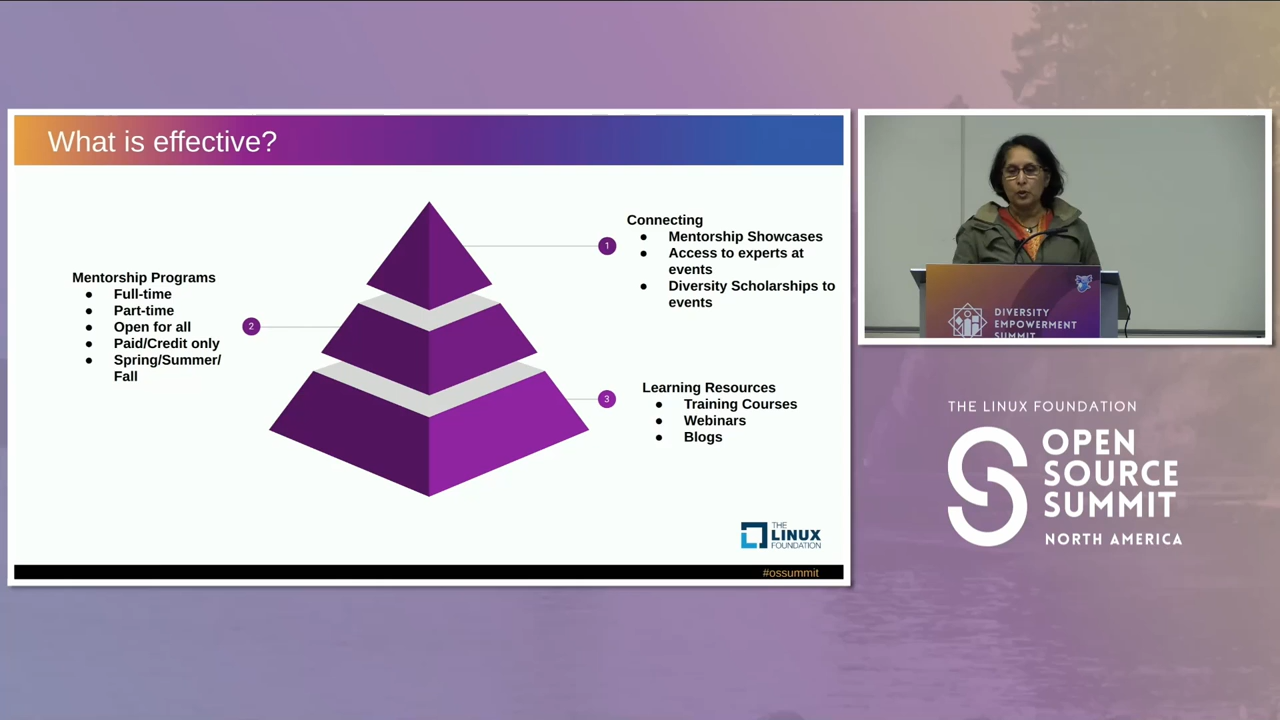 What is effective?
Mentorship Programs
● Full-time
● Part-time
● Open for all
● Paid/Credit only
● Spring/Summer/
Fall
2
1
Connecting
● Mentorship Showcases
● Access to experts at
events
● Diversity Scholarships to
events
3
Learning Resources
● Training Courses
● Webinars
● Blogs
THE
LINUX
FOUNDATION
#ossummit
DIVERSITY
EMPOWERMENT
SUMMIT
THE LINUX FOUNDATION
OPEN
SOURCE
SUMMIT
NORTH AMERICA